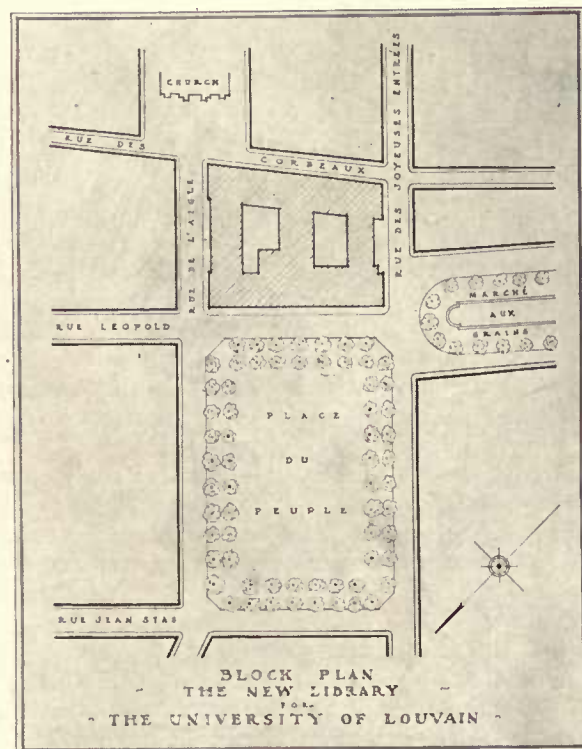 CHURCH
RUE DES
CORBEAUX
RUE DES JOYEUSES ENTRÉES
RUE DE L'AIGLE
RUE LEOPOLD
MARCHÉ
AUX
GRAINS
PLACE
DU
PEUPLE
RUE JEAN STAS
BLOCK PLAN
~ THE NEW LIBRARY ~
FOR
~ THE UNIVERSITY OF LOUVAIN ~